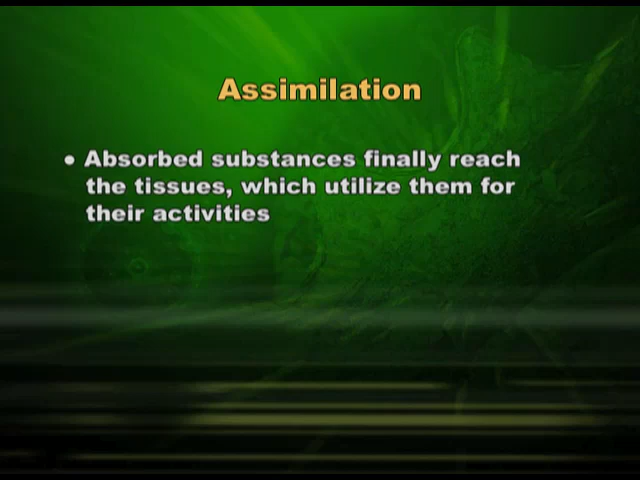 Assimilation
• Absorbed substances finally reach
the tissues, which utilize them for
their activities